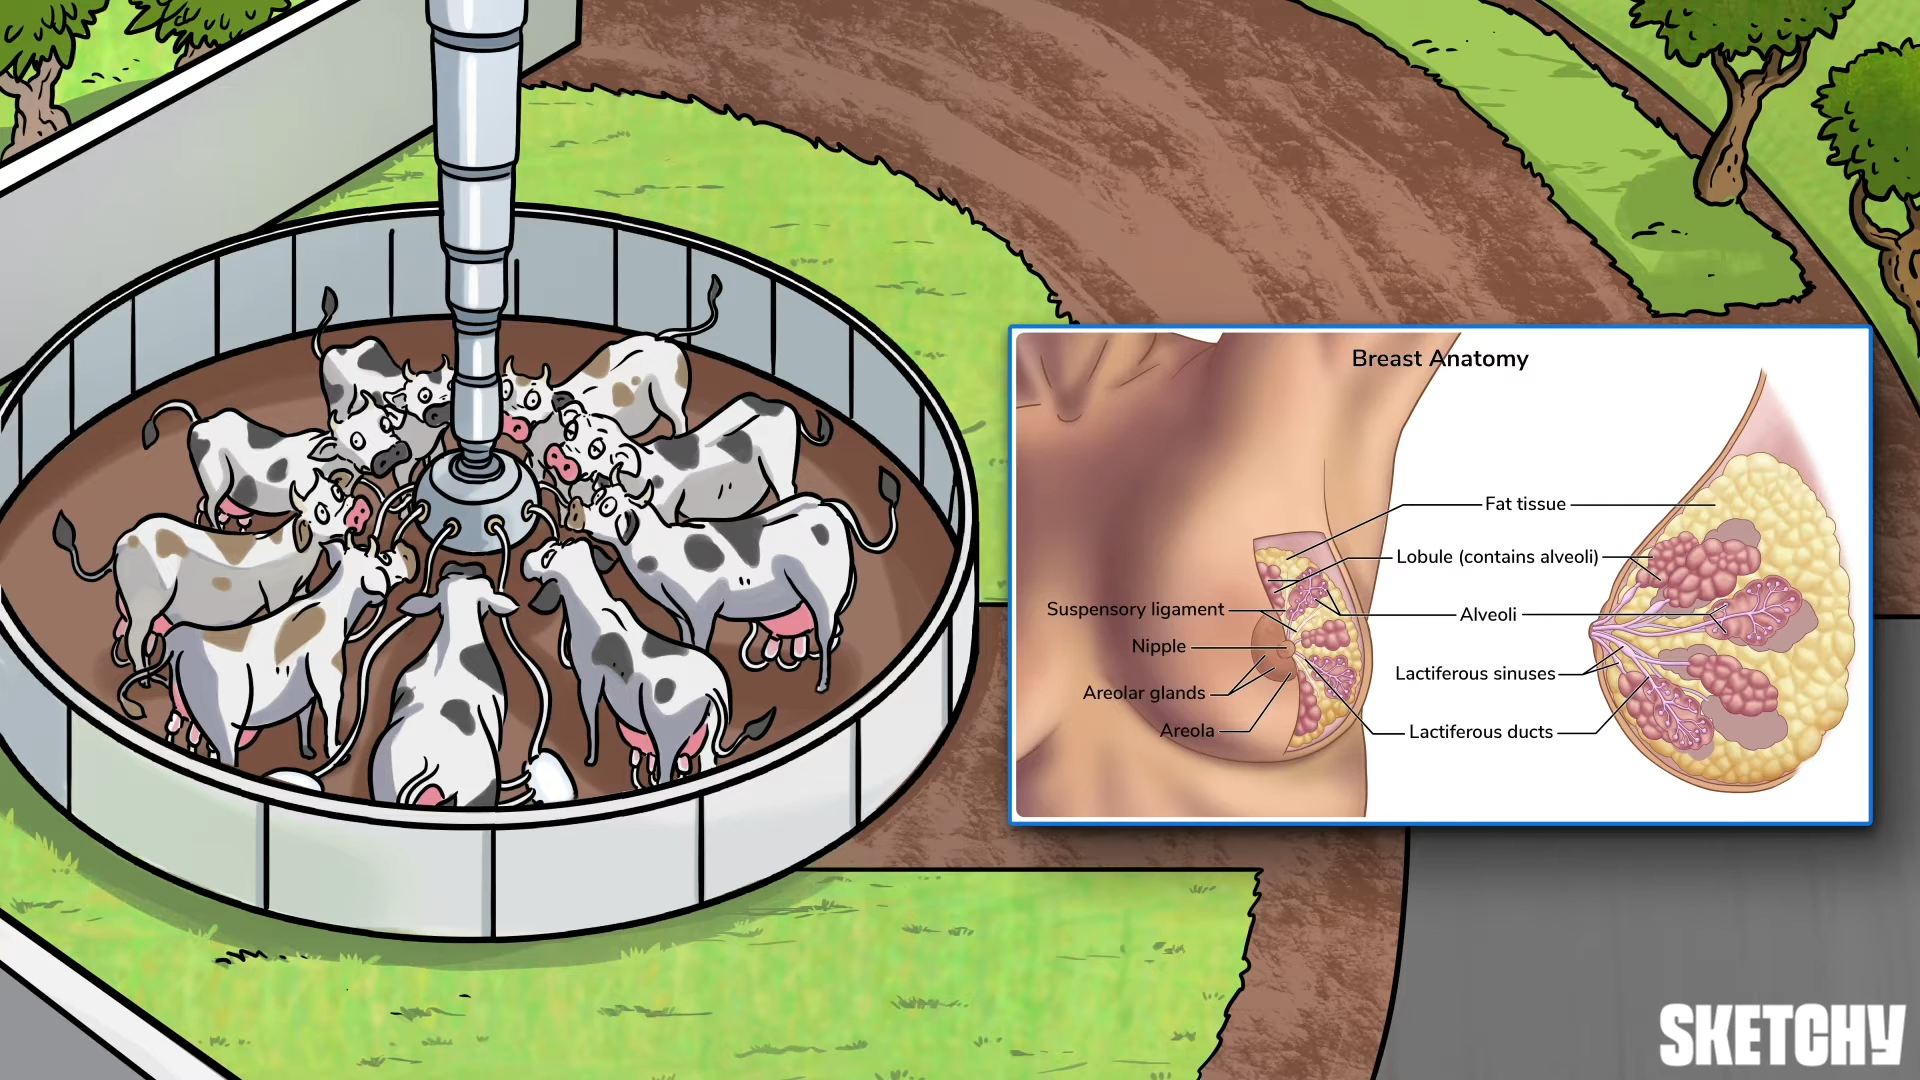 Breast Anatomy
Fat tissue
Lobule (contains alveoli)
Suspensory ligament
Alveoli
Nipple
Lactiferous sinuses
Areolar glands
Areola
Lactiferous ducts
SKETCHY